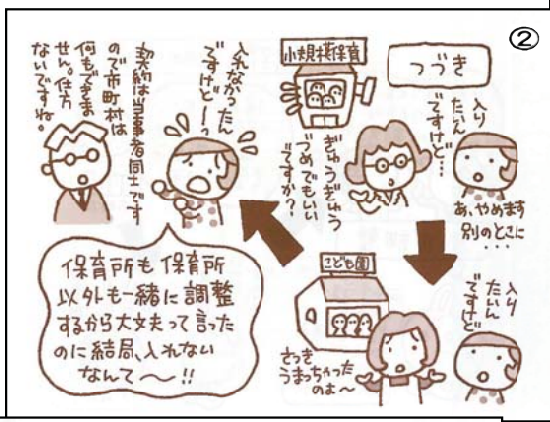 ②
つづき
入り
たいん
ですけど…
小規模保育
ぎゅうぎゅう
づめでもいい
ですか？
あ、やめます
別のとこに
・・・
入り
たいん
ですけど
こども園
さっき
うまっちゃった
のよ〜
入れなかったん
ですけど〜っ
契約は当事者同士です
ので市町村は
何もできま
せん。仕方
ないですね。
保育所も保育所
以外も一緒に調整
するから大丈夫って言った
のに結局、入れない
なんて〜!!